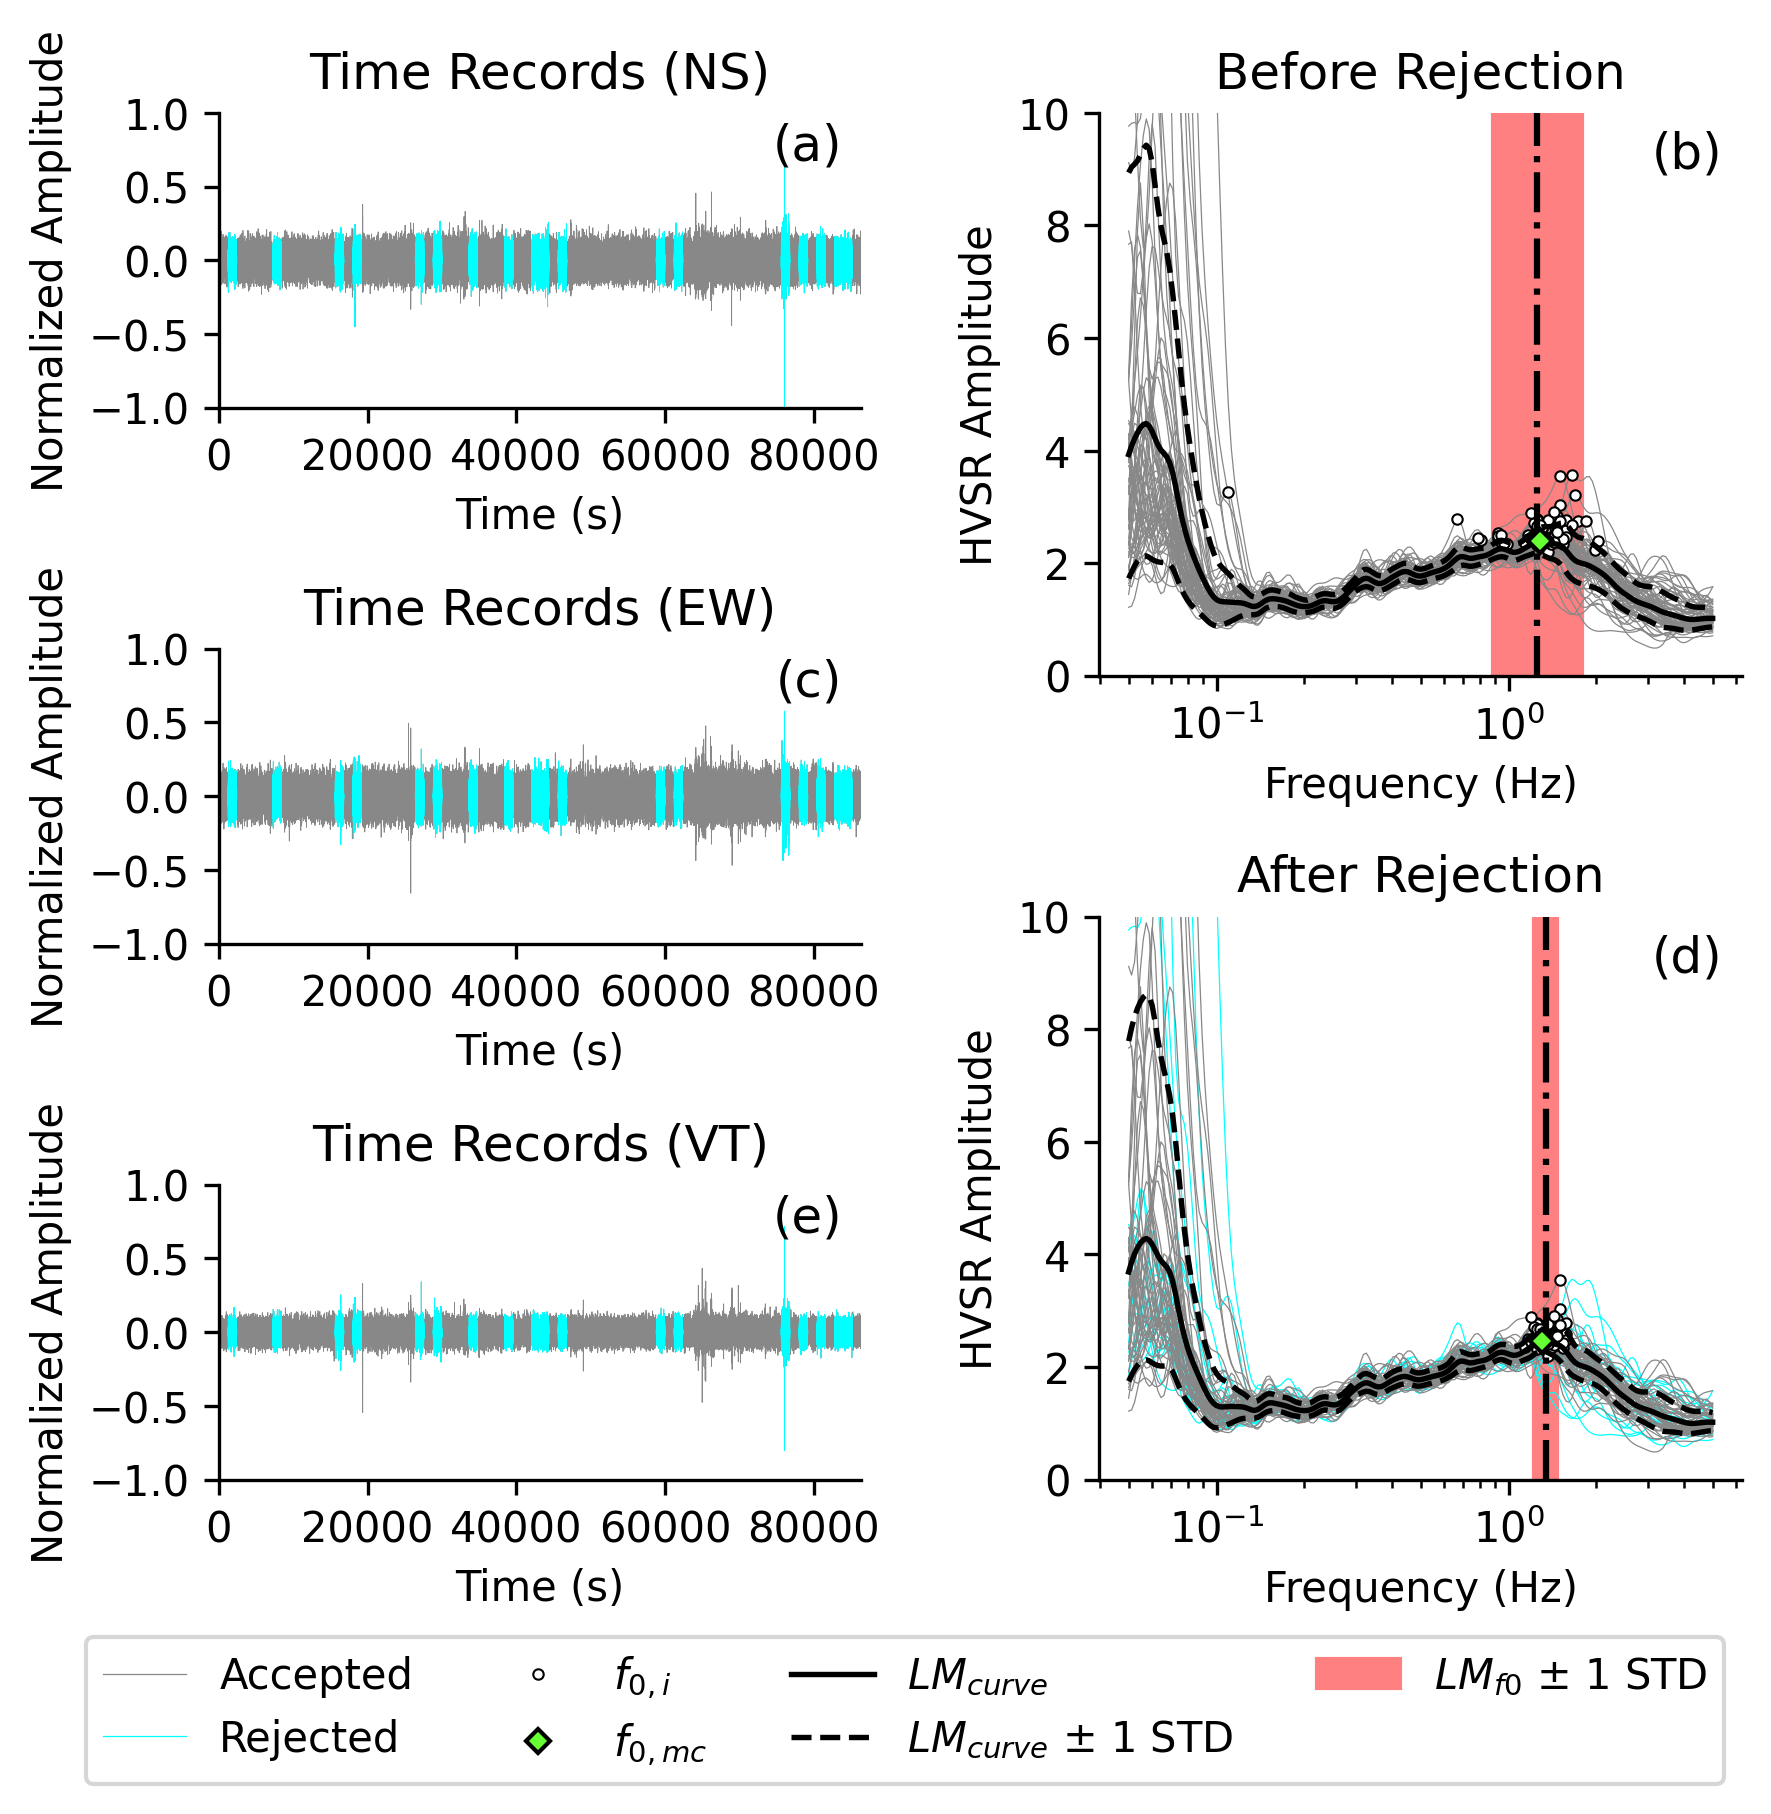 Time Records (NS)
Normalized Amplitude
1.0
0.5
0.0
−0.5
−1.0
(a)
0 20000 40000 60000 80000
Time (s)
Before Rejection
HVSR Amplitude
10
8
6
4
2
0
(b)
10⁻¹ 10⁰
Frequency (Hz)
Time Records (EW)
Normalized Amplitude
1.0
0.5
0.0
−0.5
−1.0
(c)
0 20000 40000 60000 80000
Time (s)
After Rejection
HVSR Amplitude
10
8
6
4
2
0
(d)
10⁻¹ 10⁰
Frequency (Hz)
Time Records (VT)
Normalized Amplitude
1.0
0.5
0.0
−0.5
−1.0
(e)
0 20000 40000 60000 80000
Time (s)
Accepted
Rejected
f0,i
f0,mc
LMcurve
LMcurve ± 1 STD
LMf0 ± 1 STD